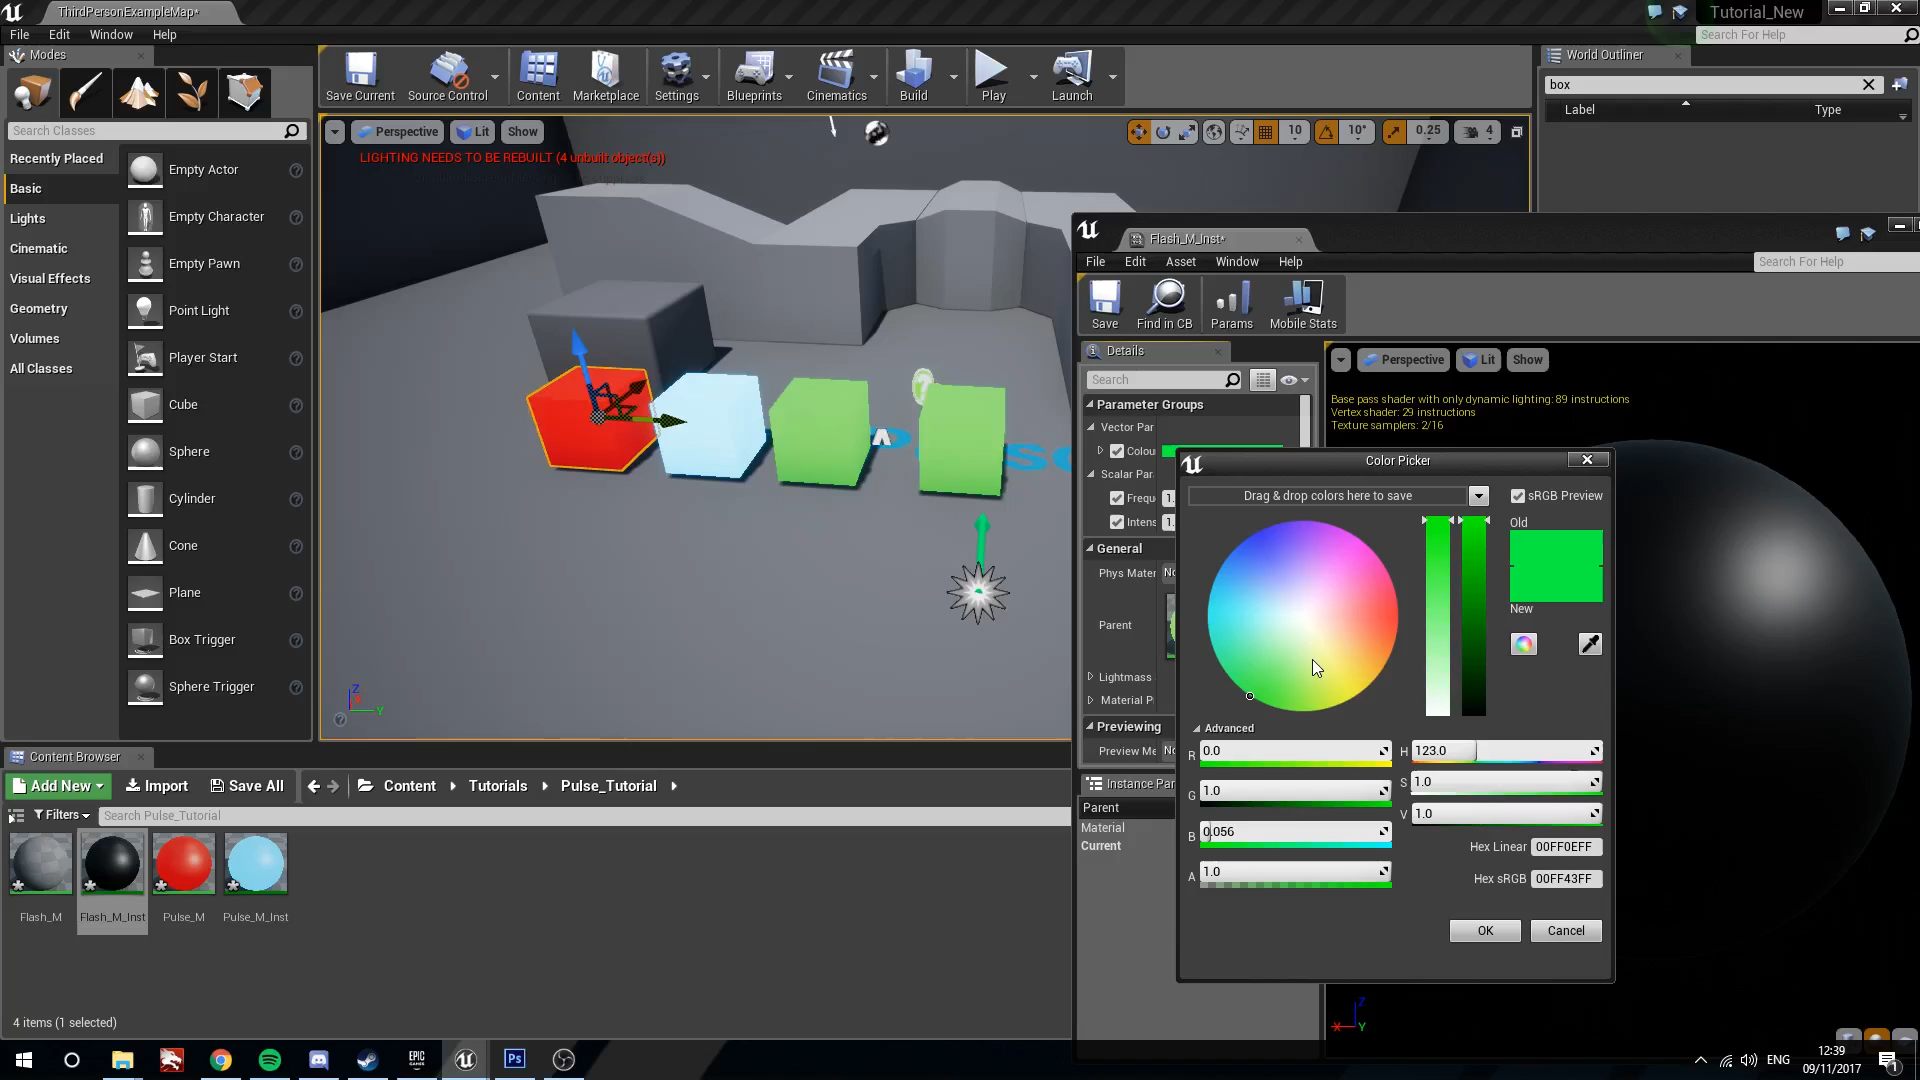 ThirdPersonExampleMap*
Tutorial_New
File Edit Window Help
Search For Help
Modes
Save Current
Source Control
Content
Marketplace
Settings
Blueprints
Cinematics
Build
Play
Launch
World Outliner
box
Label
Type
Search Classes
Perspective
Lit
Show
10
10°
0.25
4
LIGHTING NEEDS TO BE REBUILT (4 unbuilt object(s))
Recently Placed
Basic
Lights
Cinematic
Visual Effects
Geometry
Volumes
All Classes
Empty Actor
Empty Character
Empty Pawn
Point Light
Player Start
Cube
Sphere
Cylinder
Cone
Plane
Box Trigger
Sphere Trigger
Z
Y
Flash_M_Inst*
File Edit Asset Window Help
Search For Help
Save
Find in CB
Params
Mobile Stats
Details
Search
Perspective
Lit
Show
Base pass shader with only dynamic lighting: 89 instructions
Vertex shader: 29 instructions
Texture samplers: 2/16
Parameter Groups
Vector Par
Colou
Scalar Par
Frequ
1.
Intens
1.
General
Phys Mater
No
Parent
Lightmass
Material P
Previewing
Preview Me
No
Instance Par
Parent
Material
Current
Color Picker
Drag & drop colors here to save
sRGB Preview
Old
New
Advanced
R 0.0
G 1.0
B 0.056
A 1.0
H 123.0
S 1.0
V 1.0
Hex Linear 00FF0EFF
Hex sRGB 00FF43FF
OK
Cancel
Z
X
Y
Content Browser
Add New
Import
Save All
Content
Tutorials
Pulse_Tutorial
Filters
Search Pulse_Tutorial
Flash_M
Flash_M_Inst
Pulse_M
Pulse_M_Inst
4 items (1 selected)
EPIC
GAMES
Ps
ENG
12:39
09/11/2017
1